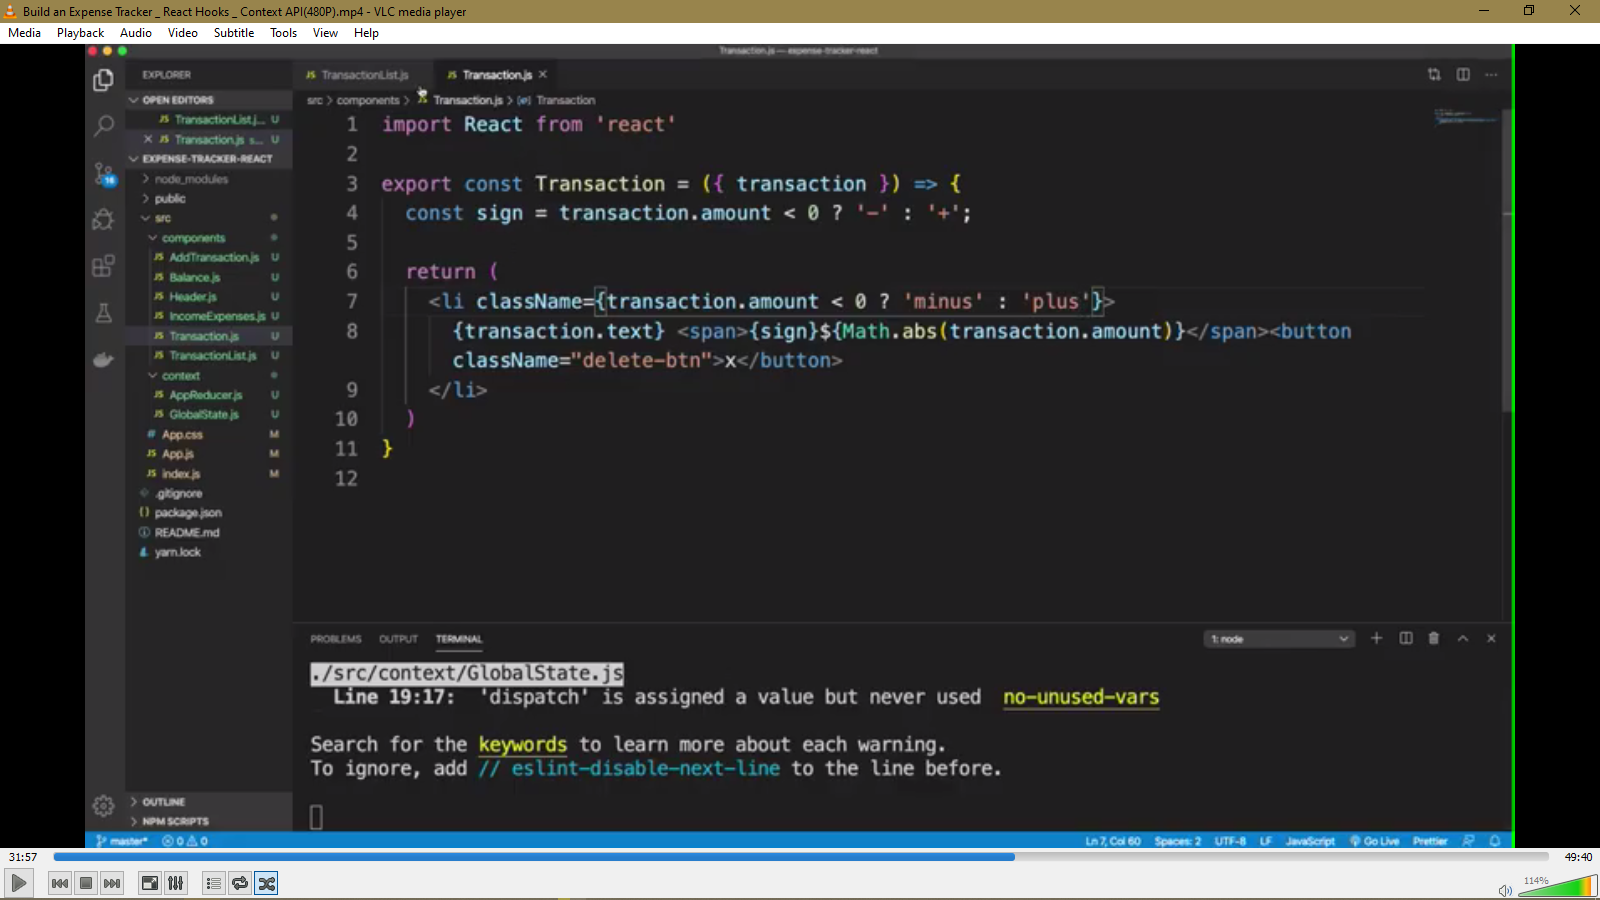 Build an Expense Tracker _ React Hooks _ Context API(480P).mp4 - VLC media player
Media Playback Audio Video Subtitle Tools View Help
Transaction.js — expense-tracker-react
EXPLORER
OPEN EDITORS
TransactionList.j... U
Transaction.js s... U
EXPENSE-TRACKER-REACT
node_modules
public
src
components
AddTransaction.js U
Balance.js U
Header.js U
IncomeExpenses.js U
Transaction.js U
TransactionList.js U
context
AppReducer.js U
GlobalState.js U
App.css M
App.js M
index.js M
.gitignore
package.json
README.md
yarn.lock
OUTLINE
NPM SCRIPTS
16
TransactionList.js Transaction.js
src > components > Transaction.js > Transaction
1 import React from 'react'
2
3 export const Transaction = ({ transaction }) => {
4 const sign = transaction.amount < 0 ? '-' : '+';
5
6 return (
7 <li className={transaction.amount < 0 ? 'minus' : 'plus'}>
8 {transaction.text} <span>{sign}${Math.abs(transaction.amount)}</span><button
className="delete-btn">x</button>
9 </li>
10 )
11 }
12
PROBLEMS OUTPUT TERMINAL 1: node
./src/context/GlobalState.js
Line 19:17: 'dispatch' is assigned a value but never used no-unused-vars
Search for the keywords to learn more about each warning.
To ignore, add // eslint-disable-next-line to the line before.
master* 0 0 Ln 7, Col 60 Spaces: 2 UTF-8 LF JavaScript Go Live Prettier
31:57 49:40
114%